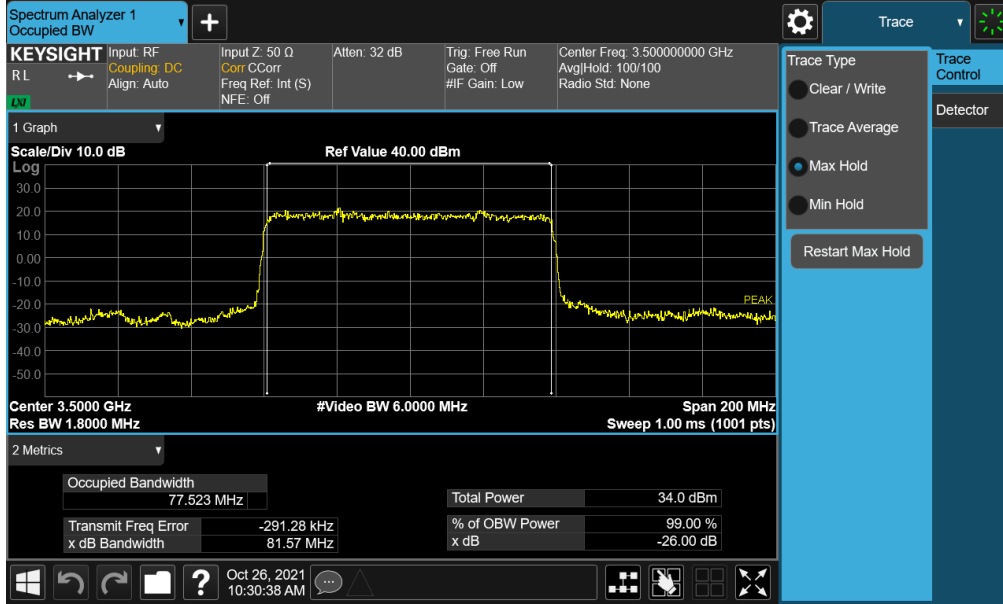 Spectrum Analyzer 1
Occupied BW
Trace
KEYSIGHT
RL
LXI
Input: RF
Coupling: DC
Align: Auto
Input Z: 50 Ω
Corr CCorr
Freq Ref: Int (S)
NFE: Off
Atten: 32 dB
Trig: Free Run
Gate: Off
#IF Gain: Low
Center Freq: 3.500000000 GHz
Avg|Hold: 100/100
Radio Std: None
Trace Type
Clear / Write
Trace Average
Max Hold
Min Hold
Restart Max Hold
Trace
Control
Detector
1 Graph
Scale/Div 10.0 dB
Ref Value 40.00 dBm
Log
30.0
20.0
10.0
0.00
-10.0
-20.0
-30.0
-40.0
-50.0
PEAK
Center 3.5000 GHz
#Video BW 6.0000 MHz
Span 200 MHz
Res BW 1.8000 MHz
Sweep 1.00 ms (1001 pts)
2 Metrics
Occupied Bandwidth
77.523 MHz
Total Power 34.0 dBm
Transmit Freq Error -291.28 kHz
% of OBW Power 99.00 %
x dB Bandwidth 81.57 MHz
x dB -26.00 dB
?
Oct 26, 2021
10:30:38 AM